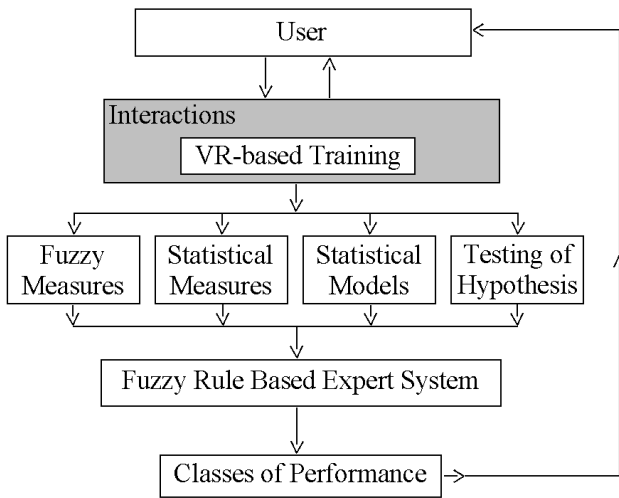 User
Interactions
VR-based Training
Fuzzy
Measures
Statistical
Measures
Statistical
Models
Testing of
Hypothesis
Fuzzy Rule Based Expert System
Classes of Performance